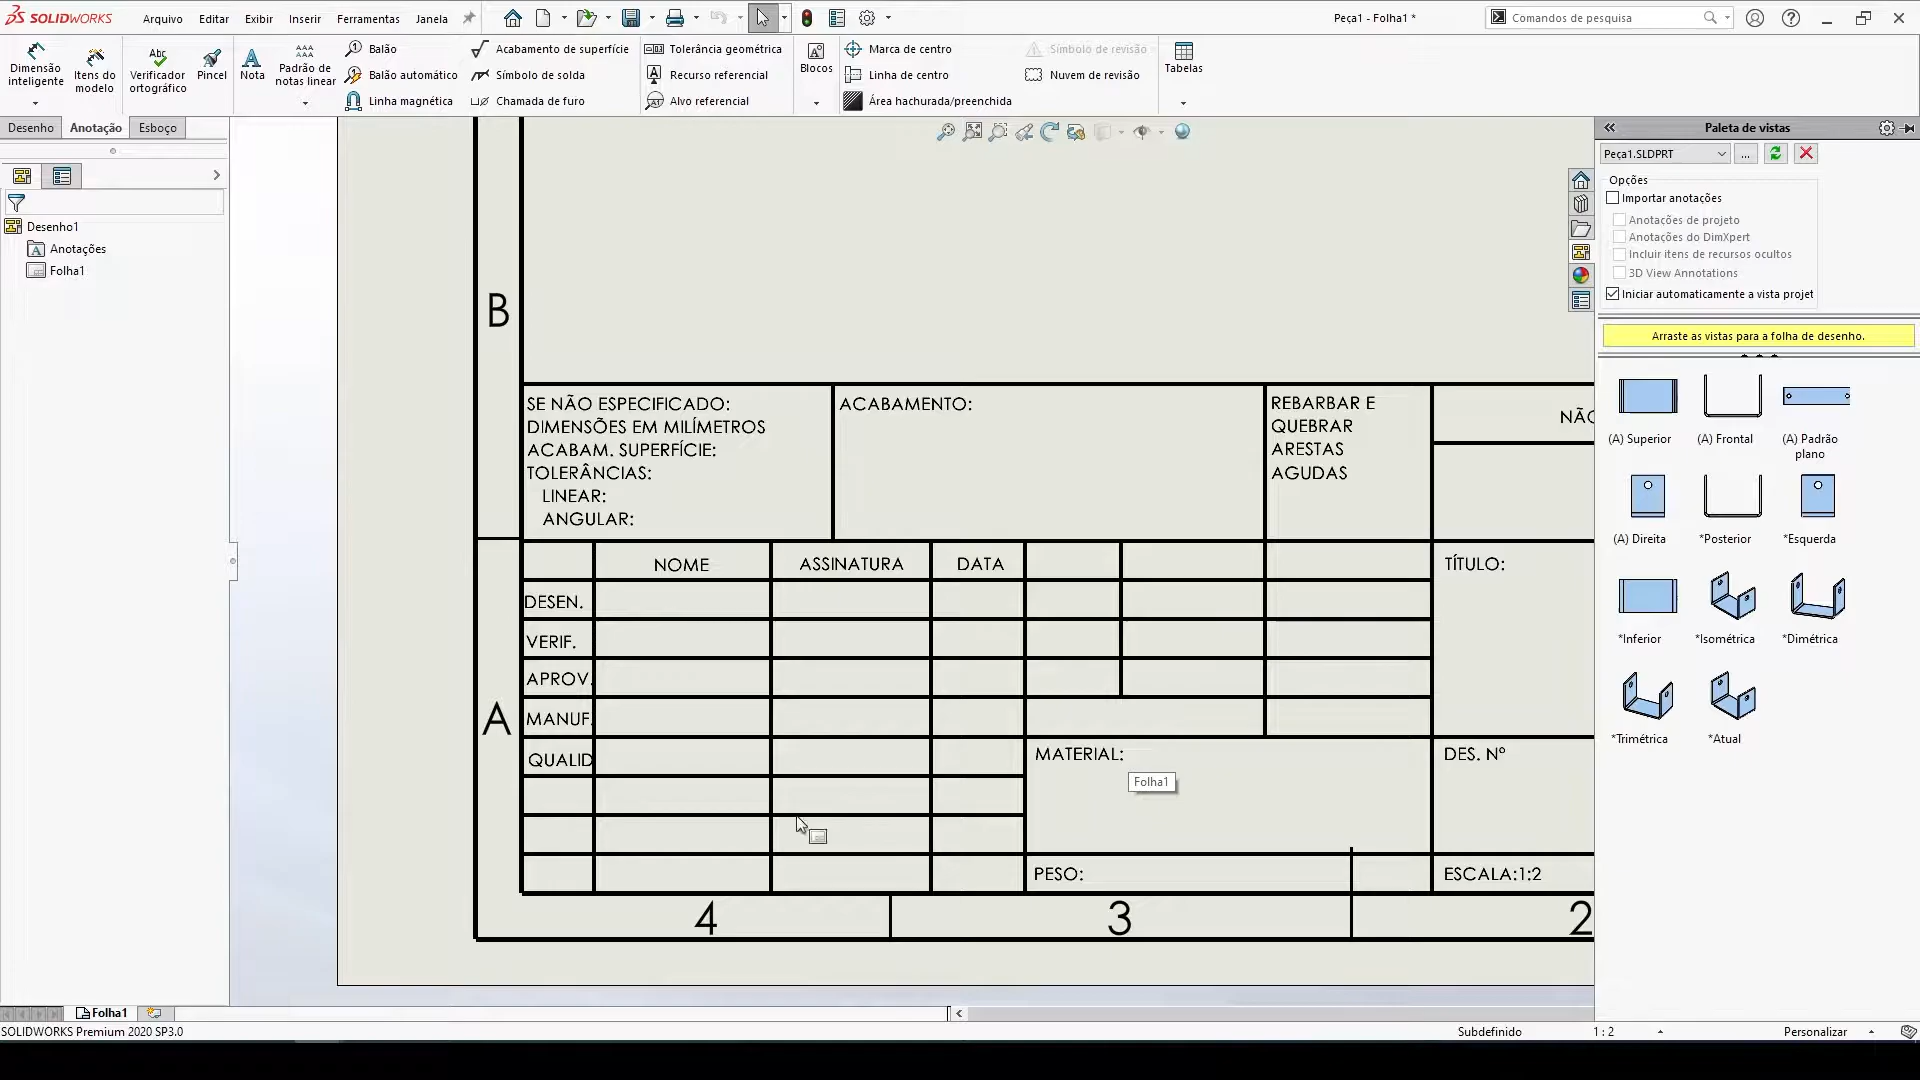 SOLIDWORKS
Arquivo
Editar
Exibir
Inserir
Ferramentas
Janela
Peça1 - Folha1 *
Comandos de pesquisa
Dimensão
inteligente
Itens do
modelo
Abc
Verificador
ortográfico
Pincel
Nota
Padrão de
notas linear
Balão
Balão automático
Linha magnética
Acabamento de superfície
Símbolo de solda
Chamada de furo
Tolerância geométrica
Recurso referencial
Alvo referencial
Blocos
Marca de centro
Linha de centro
Área hachurada/preenchida
Símbolo de revisão
Nuvem de revisão
Tabelas
Desenho
Anotação
Esboço
Desenho1
Anotações
Folha1
B
SE NÃO ESPECIFICADO:
DIMENSÕES EM MILÍMETROS
ACABAM. SUPERFÍCIE:
TOLERÂNCIAS:
LINEAR:
ANGULAR:
ACABAMENTO:
REBARBAR E
QUEBRAR
ARESTAS
AGUDAS
NÃO
NOME
ASSINATURA
DATA
TÍTULO:
DESEN.
VERIF.
APROV.
MANUF.
QUALID
A
MATERIAL:
Folha1
DES. Nº
PESO:
ESCALA:1:2
4
3
2
Paleta de vistas
Peça1.SLDPRT
...
Opções
Importar anotações
Anotações de projeto
Anotações do DimXpert
Incluir itens de recursos ocultos
3D View Annotations
Iniciar automaticamente a vista projet
Arraste as vistas para a folha de desenho.
(A) Superior
(A) Frontal
(A) Padrão
plano
(A) Direita
*Posterior
*Esquerda
*Inferior
*Isométrica
*Dimétrica
*Trimétrica
*Atual
Folha1
SOLIDWORKS Premium 2020 SP3.0
Subdefinido
1 : 2
Personalizar